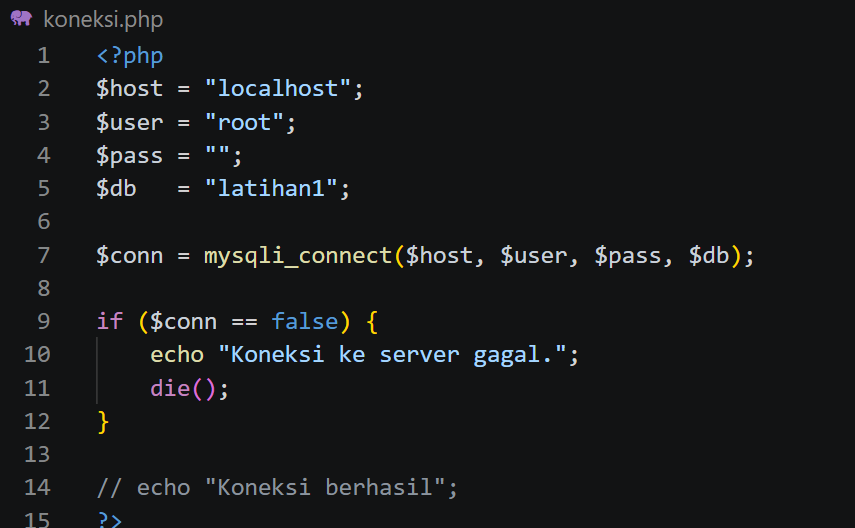 koneksi.php
1 <?php
2 $host = "localhost";
3 $user = "root";
4 $pass = "";
5 $db   = "latihan1";
6
7 $conn = mysqli_connect($host, $user, $pass, $db);
8
9 if ($conn == false) {
10     echo "Koneksi ke server gagal.";
11     die();
12 }
13
14 // echo "Koneksi berhasil";
15 ?>